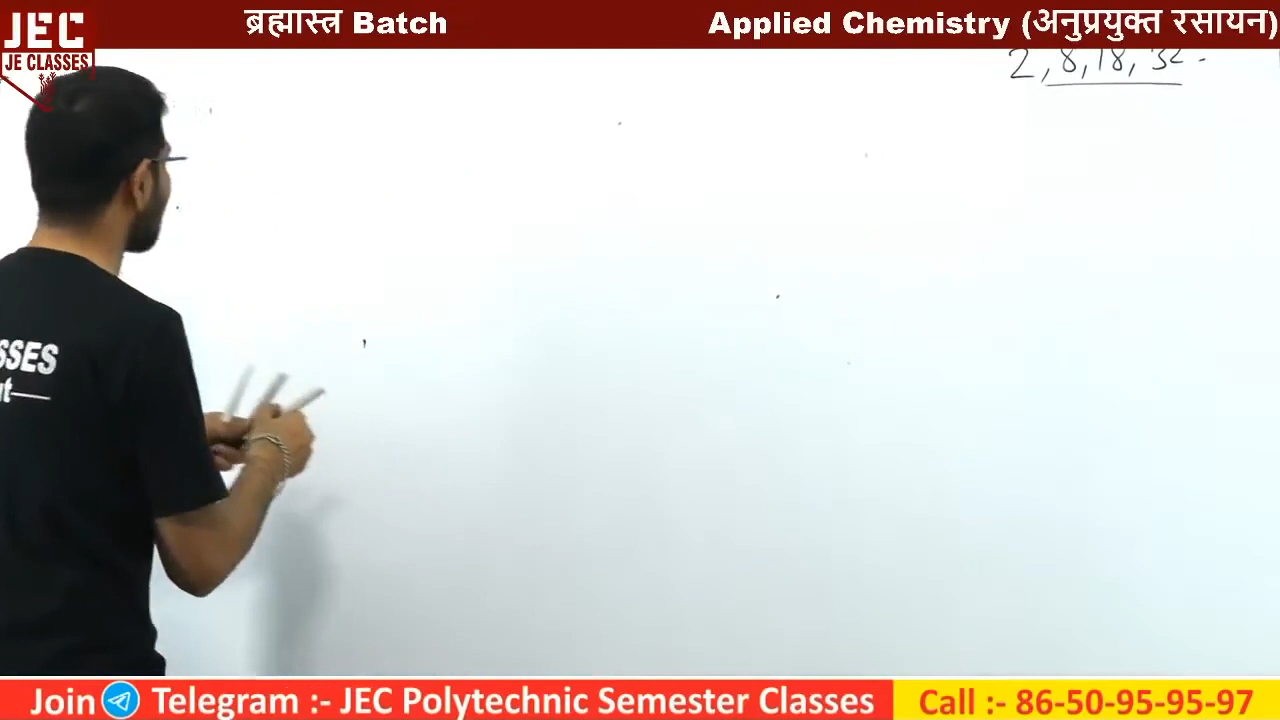 JEC
JE CLASSES
ब्रह्मास्त्र Batch
Applied Chemistry (अनुप्रयुक्त रसायन)
2, 8, 18, 32 -
SSES
Join Telegram :- JEC Polytechnic Semester Classes
Call :- 86-50-95-95-97